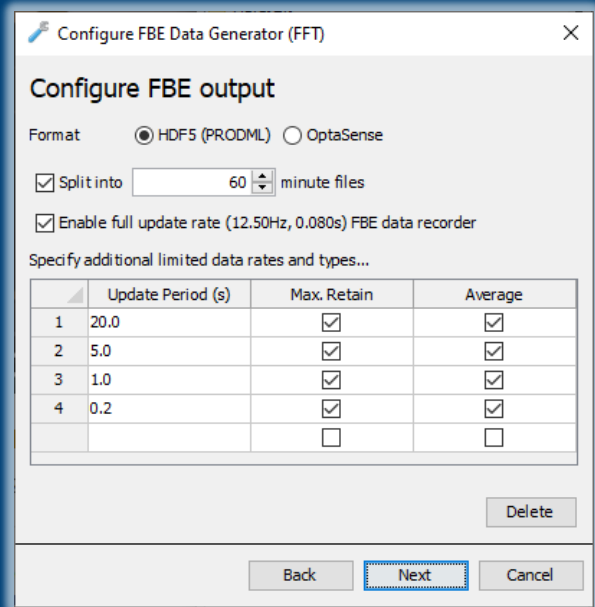 Configure FBE Data Generator (FFT)
Configure FBE output
Format HDF5 (PRODML) OptaSense
Split into 60 minute files
Enable full update rate (12.50Hz, 0.080s) FBE data recorder
Specify additional limited data rates and types...
Update Period (s) Max. Retain Average
1 20.0
2 5.0
3 1.0
4 0.2
Delete
Back Next Cancel